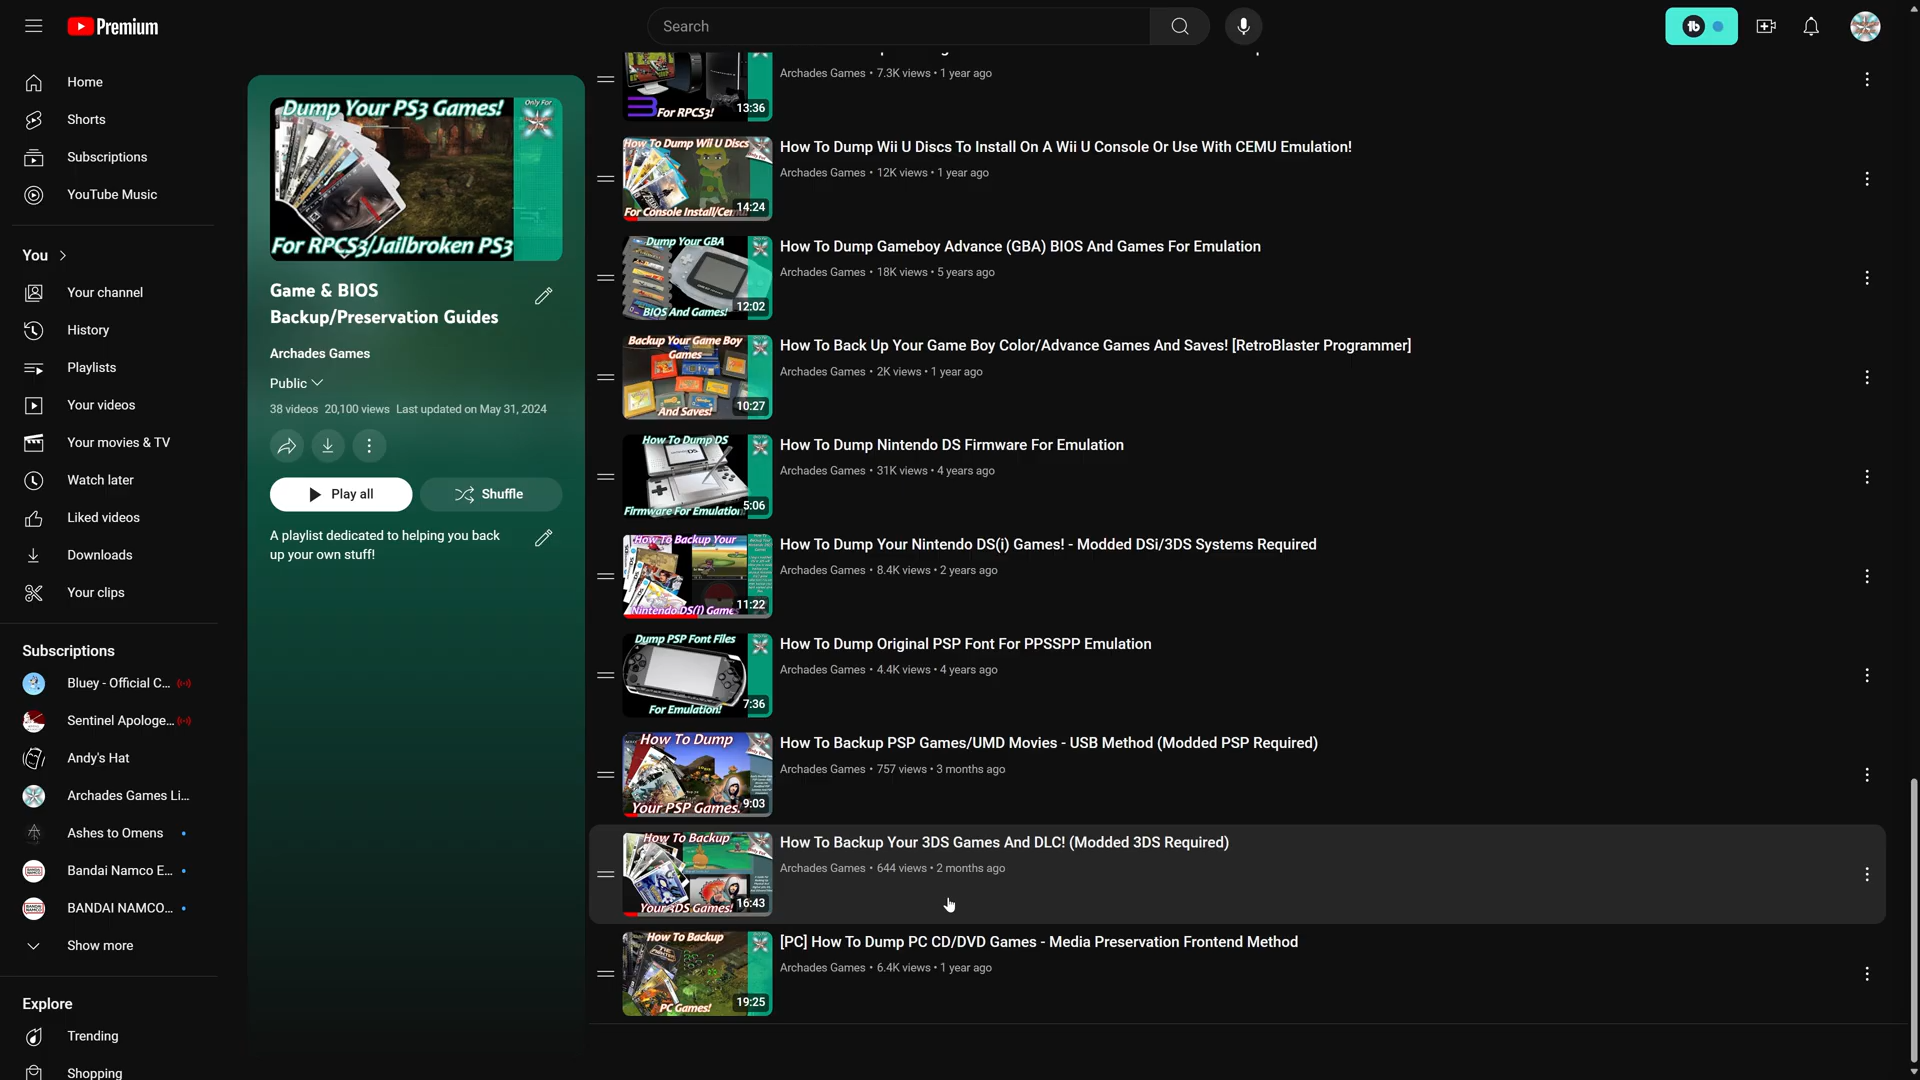 Premium
Search
Home
Shorts
Subscriptions
YouTube Music
You
Your channel
History
Playlists
Your videos
Your movies & TV
Watch later
Liked videos
Downloads
Your clips
Subscriptions
Bluey - Official C...
Sentinel Apologe...
Andy's Hat
Archades Games Li...
Ashes to Omens
Bandai Namco E...
BANDAI NAMCO...
Show more
Explore
Trending
Shopping
Dump Your PS3 Games!
Only For
For RPCS3/Jailbroken PS3
Game & BIOS
Backup/Preservation Guides
Archades Games
Public
38 videos 20,100 views Last updated on May 31, 2024
Play all
Shuffle
A playlist dedicated to helping you back
up your own stuff!
For RPCS3!
13:36
Archades Games • 7.3K views • 1 year ago
How To Dump Wii U Discs
For Console Install/Cem
14:24
How To Dump Wii U Discs To Install On A Wii U Console Or Use With CEMU Emulation!
Archades Games • 12K views • 1 year ago
Dump Your GBA
BIOS And Games!
12:02
How To Dump Gameboy Advance (GBA) BIOS And Games For Emulation
Archades Games • 18K views • 5 years ago
Backup Your Game Boy
Games
And Saves!
10:27
How To Back Up Your Game Boy Color/Advance Games And Saves! [RetroBlaster Programmer]
Archades Games • 2K views • 1 year ago
How To Dump DS
Firmware For Emulation
5:06
How To Dump Nintendo DS Firmware For Emulation
Archades Games • 31K views • 4 years ago
How To Backup Your
Nintendo DS(I) Game
11:22
How To Dump Your Nintendo DS(i) Games! - Modded DSi/3DS Systems Required
Archades Games • 8.4K views • 2 years ago
Dump PSP Font Files
For Emulation!
7:36
How To Dump Original PSP Font For PPSSPP Emulation
Archades Games • 4.4K views • 4 years ago
How To Dump
Your PSP Games
9:03
How To Backup PSP Games/UMD Movies - USB Method (Modded PSP Required)
Archades Games • 757 views • 3 months ago
How To Backup
Your 3DS Games!
16:43
How To Backup Your 3DS Games And DLC! (Modded 3DS Required)
Archades Games • 644 views • 2 months ago
How To Backup
PC Games!
19:25
[PC] How To Dump PC CD/DVD Games - Media Preservation Frontend Method
Archades Games • 6.4K views • 1 year ago